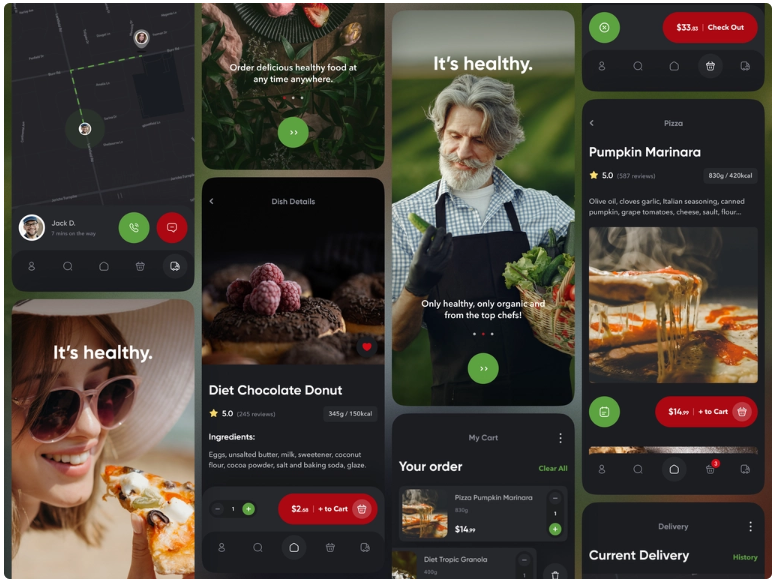 Jack D.
7 mins on the way
It's healthy.
Order delicious healthy food at
any time anywhere.
Dish Details
Diet Chocolate Donut
5.0 (245 reviews)
345g / 150kcal
Ingredients:
Eggs, unsalted butter, milk, sweetener, coconut
flour, cocoa powder, salt and baking soda, glaze.
1
$2.68 | + to Cart
It's healthy.
Only healthy, only organic and
from the top chefs!
My Cart
Your order
Clear All
Pizza Pumpkin Marinara
830g
$14.99
1
Diet Tropic Granola
1
$33.83 | Check Out
Pizza
Pumpkin Marinara
5.0 (587 reviews)
830g / 420kcal
Olive oil, cloves garlic, Italian seasoning, canned
pumpkin, grape tomatoes, cheese, sault, flour...
$14.99 | + to Cart
3
Delivery
Current Delivery
History